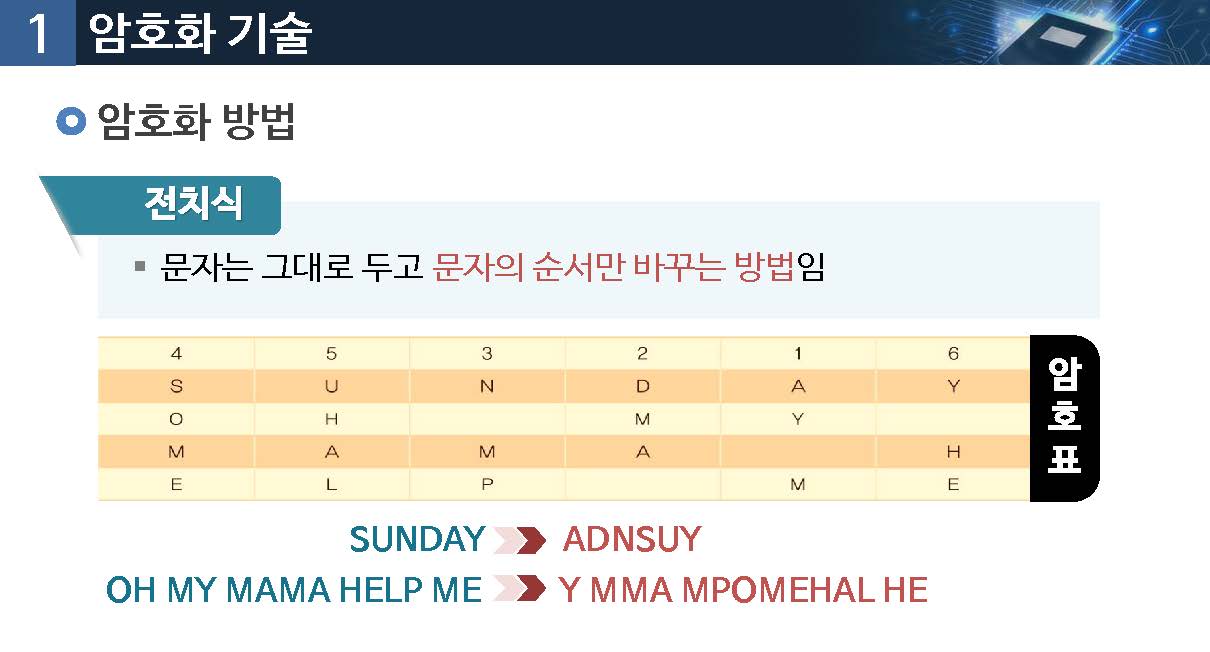 1 암호화 기술
암호화 방법
전치식
▪ 문자는 그대로 두고 문자의 순서만 바꾸는 방법임
4 5 3 2 1 6
S U N D A Y
O H M Y
M A M A H
E L P M E
암호표
SUNDAY ADNSUY
OH MY MAMA HELP ME Y MMA MPOMEHAL HE